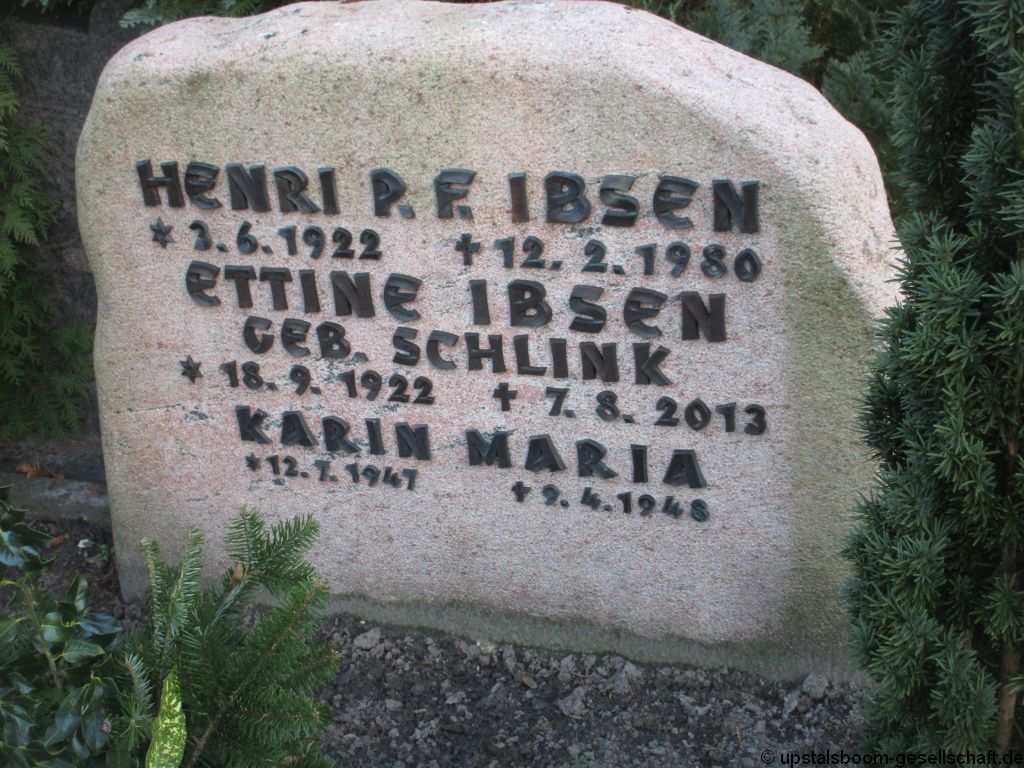 HENRI P. F. IBSEN
* 3. 6. 1922 † 12. 2. 1980
ETTINE IBSEN
GEB. SCHLINK
* 18. 9. 1922 † 7. 8. 2013
KARIN MARIA
* 12. 7. 1947 † 9. 4. 1948
© upstalsboom-gesellschaft.de